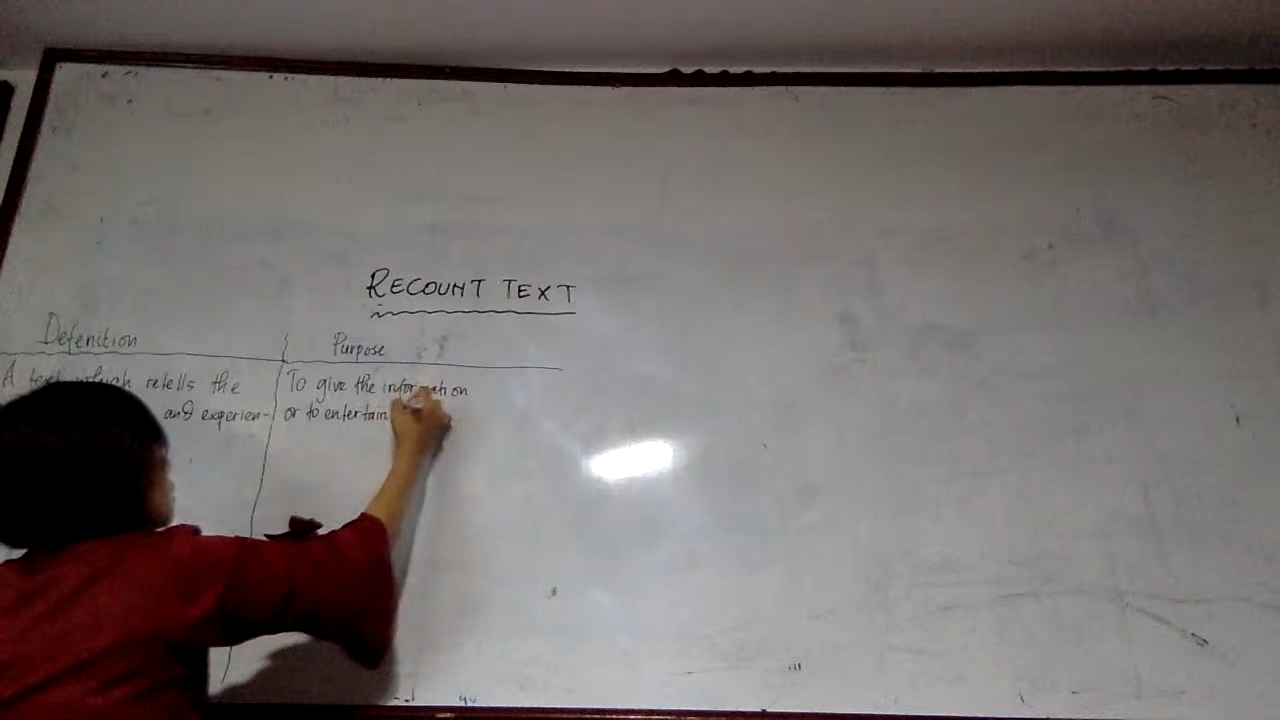 RECOUNT TEXT
Defenition
Purpose
A text which retells the
and experien-
To give the information
or to entertain